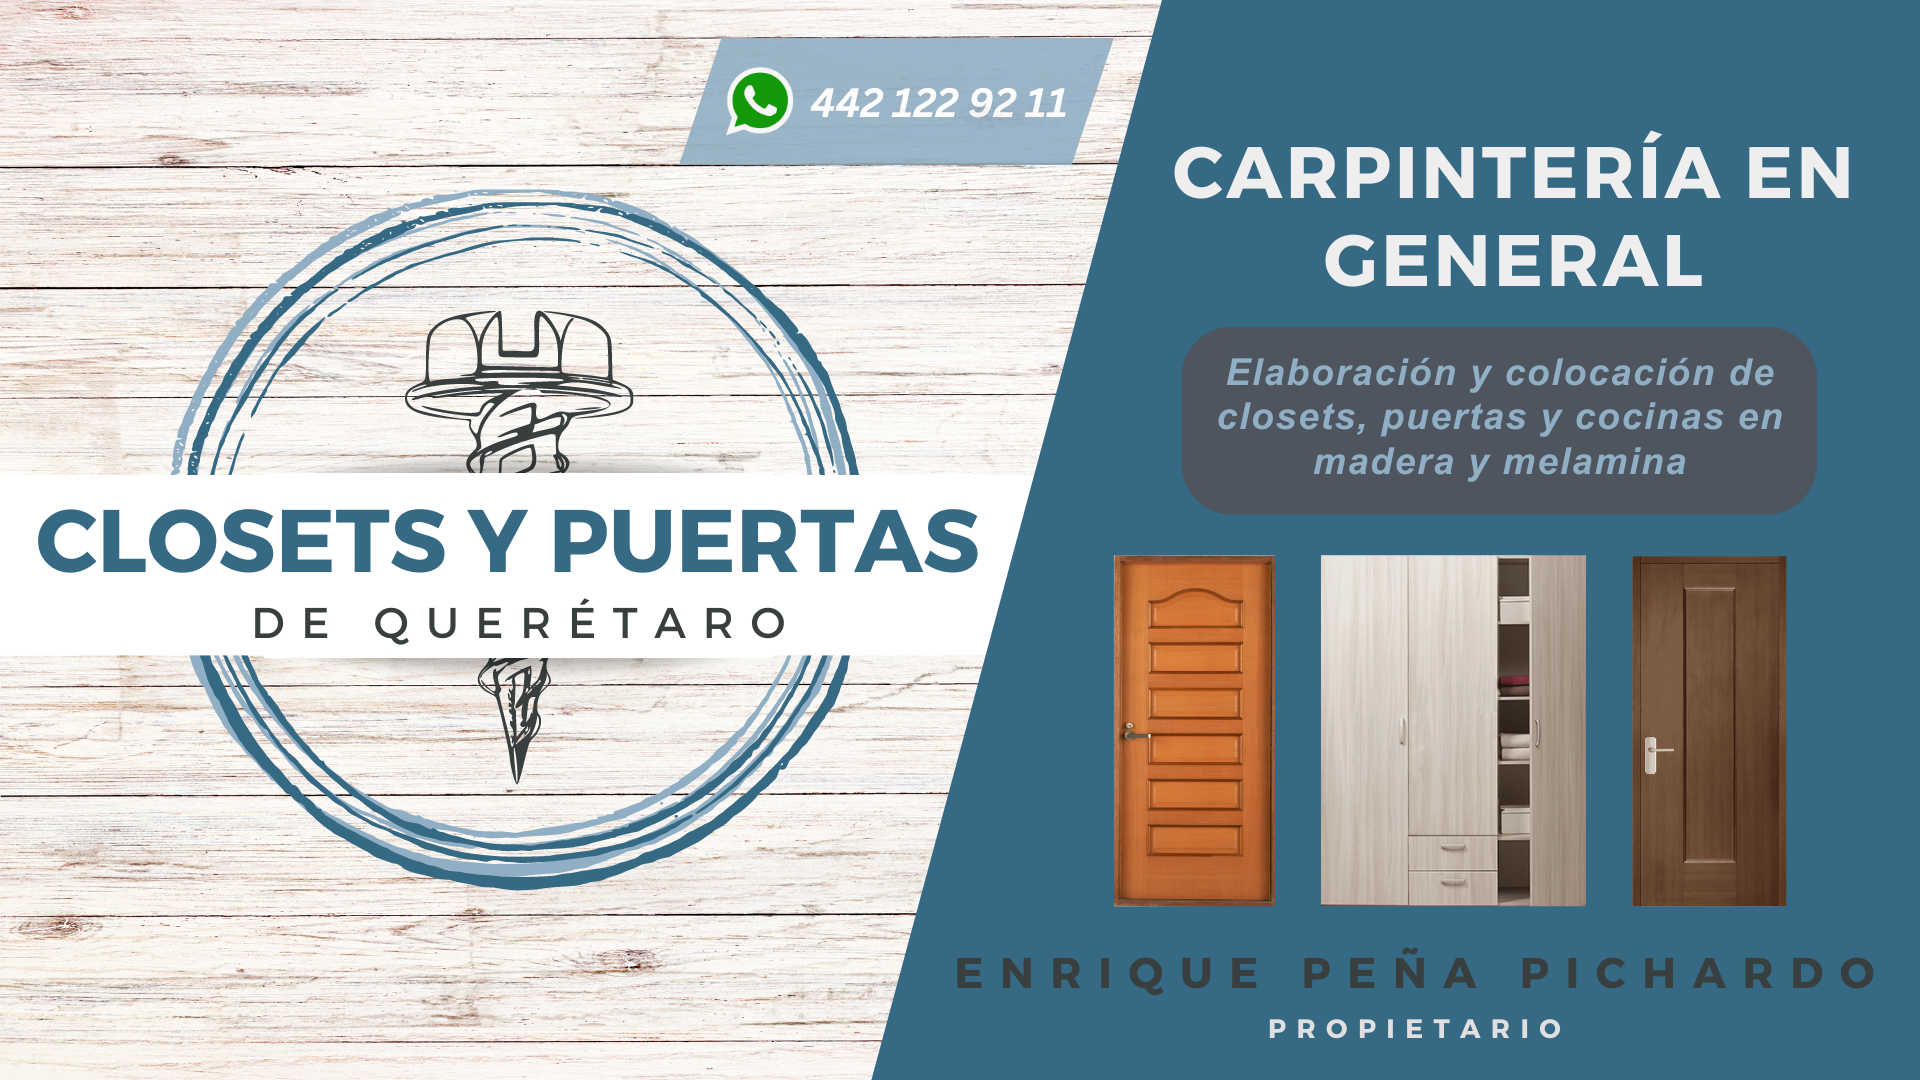 442 122 92 11
CLOSETS Y PUERTAS
DE QUERÉTARO
CARPINTERÍA EN
GENERAL
Elaboración y colocación de
closets, puertas y cocinas en
madera y melamina
ENRIQUE PEÑA PICHARDO
PROPIETARIO